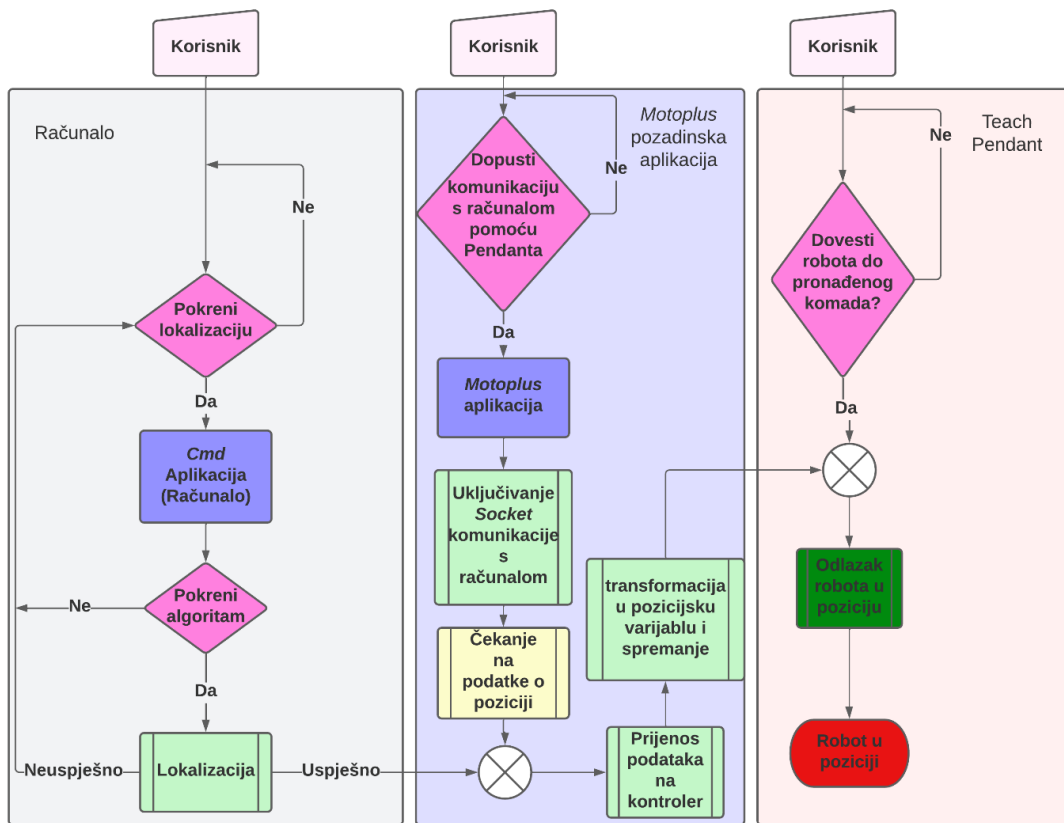 Korisnik
Računalo
Ne
Pokreni
lokalizaciju
Da
Cmd
Aplikacija
(Računalo)
Pokreni
algoritam
Ne
Da
Lokalizacija
Neuspješno
Uspješno
Korisnik
Motoplus
pozadinska
aplikacija
Dopusti
komunikaciju
s računalom
pomoću
Pendanta
Ne
Da
Motoplus
aplikacija
Uključivanje
Socket
komunikacije
s
računalom
Čekanje
na
podatke o
poziciji
Prijenos
podataka
na
kontroler
transformacija
u pozicijsku
varijablu i
spremanje
Korisnik
Teach
Pendant
Ne
Dovesti
robota do
pronađenog
komada?
Da
Odlazak
robota u
poziciju
Robot u
poziciji